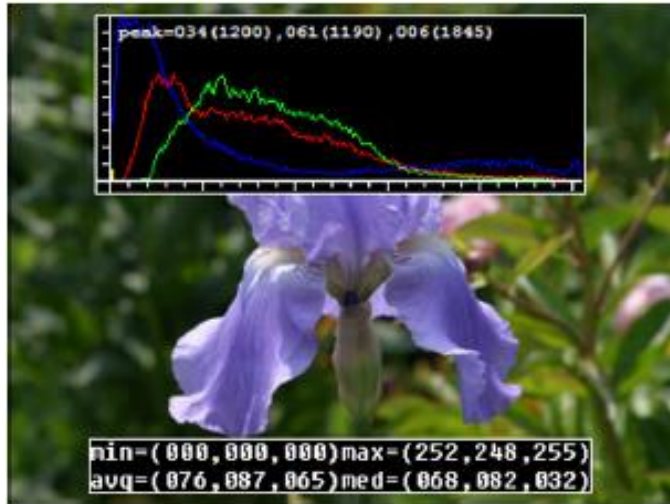 peak=034(1200),061(1190),006(1845)
min=(000,000,000)max=(252,248,255)
avg=(076,087,065)med=(068,082,032)